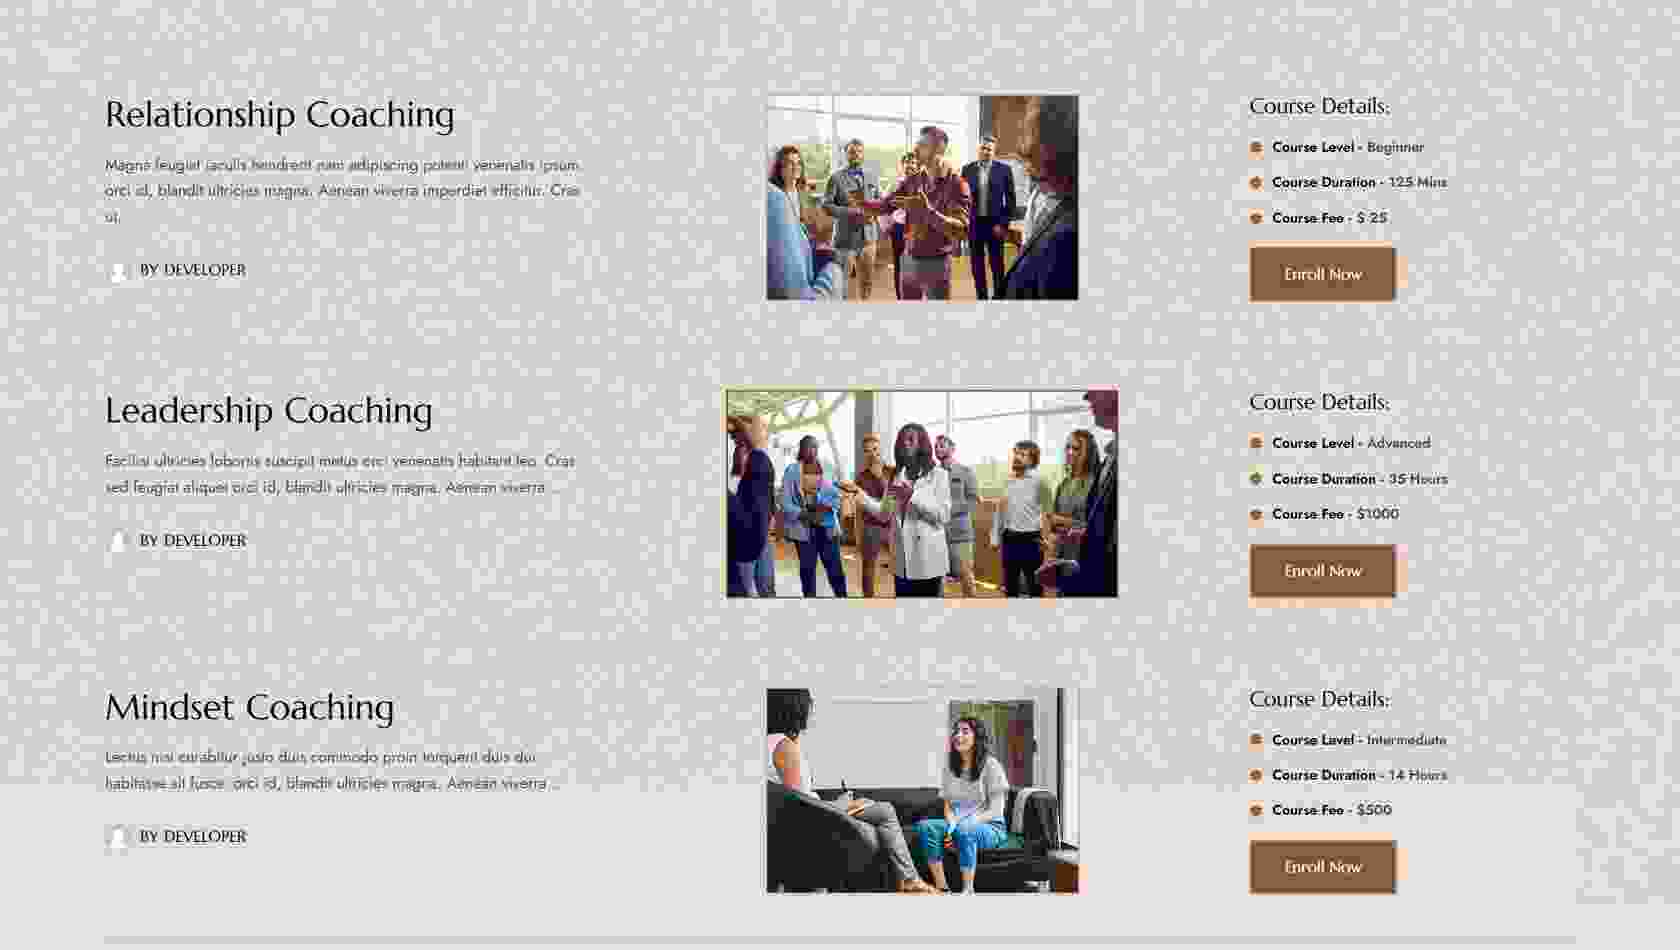 Relationship Coaching
Magna feugiat iaculis hendrerit nam adipiscing potenti venenatis ipsum.
orci id, blandit ultricies magna. Aenean viverra imperdiet efficitur. Cras
ut.
BY DEVELOPER
Course Details:
Course Level - Beginner
Course Duration - 125 Mins
Course Fee - $ 25
Enroll Now
Leadership Coaching
Facilisi ultricies lobortis suscipit metus orci venenatis habitant leo. Cras
sed feugiat aliquet orci id, blandit ultricies magna. Aenean viverra ...
BY DEVELOPER
Course Details:
Course Level - Advanced
Course Duration - 35 Hours
Course Fee - $1000
Enroll Now
Mindset Coaching
Lectus nisi curabitur justo duis commodo proin torquent duis dui
habitasse sit fusce. orci id, blandit ultricies magna. Aenean viverra ...
BY DEVELOPER
Course Details:
Course Level - Intermediate
Course Duration - 14 Hours
Course Fee - $500
Enroll Now